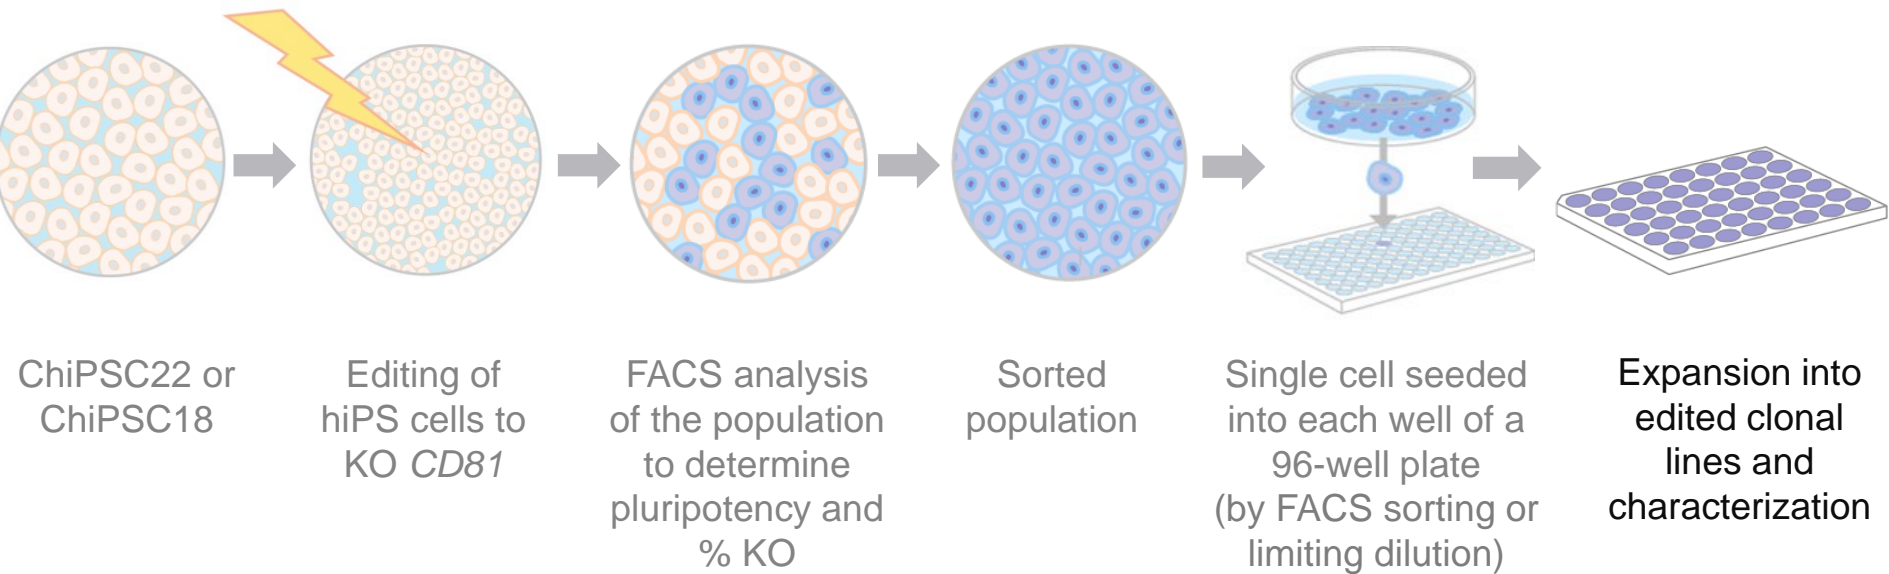 ChiPSC22 or
ChiPSC18
Editing of
hiPS cells to
KO CD81
FACS analysis
of the population
to determine
pluripotency and
% KO
Sorted
population
Single cell seeded
into each well of a
96-well plate
(by FACS sorting or
limiting dilution)
Expansion into
edited clonal
lines and
characterization